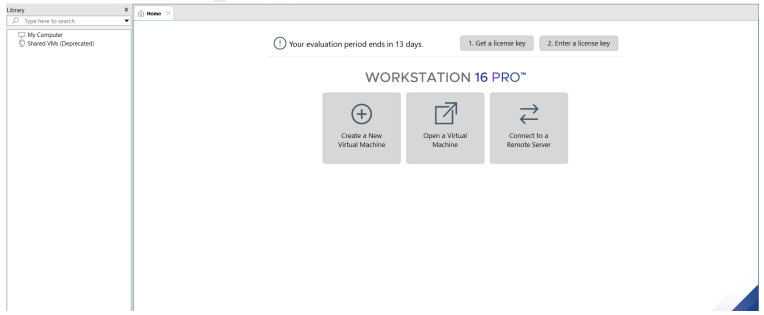 Library x
Type here to search
My Computer
Shared VMs (Deprecated)
Home ×
! Your evaluation period ends in 13 days.
1. Get a license key
2. Enter a license key
WORKSTATION 16 PRO™
Create a New
Virtual Machine
Open a Virtual
Machine
Connect to a
Remote Server